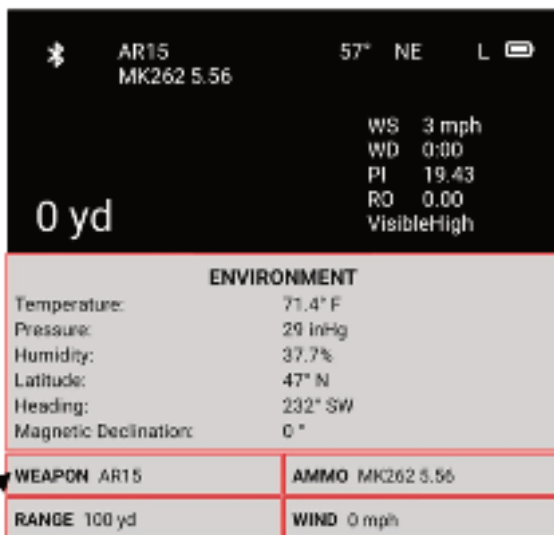 AR15 57° NE L
MK262 5.56
WS 3 mph
WD 0:00
PI 19.43
RO 0.00
0 yd VisibleHigh
ENVIRONMENT
Temperature: 71.4° F
Pressure: 29 inHg
Humidity: 37.7%
Latitude: 47° N
Heading: 232° SW
Magnetic Declination: 0 °
WEAPON AR15 AMMO MK262 5.56
RANGE 100 yd WIND 0 mph